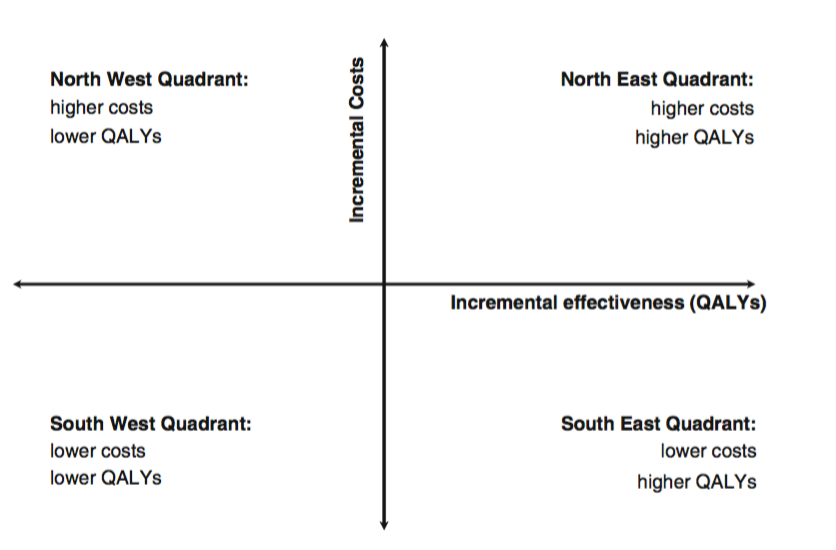 North West Quadrant:
higher costs
lower QALYs
Incremental Costs
North East Quadrant:
higher costs
higher QALYs
Incremental effectiveness (QALYs)
South West Quadrant:
lower costs
lower QALYs
South East Quadrant:
lower costs
higher QALYs